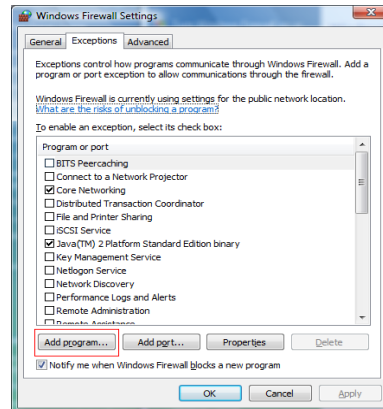 Windows Firewall Settings
General Exceptions Advanced
Exceptions control how programs communicate through Windows Firewall. Add a
program or port exception to allow communications through the firewall.
Windows Firewall is currently using settings for the public network location.
What are the risks of unblocking a program?
To enable an exception, select its check box:
Program or port
BITS Peercaching
Connect to a Network Projector
Core Networking
Distributed Transaction Coordinator
File and Printer Sharing
iSCSI Service
Java(TM) 2 Platform Standard Edition binary
Key Management Service
Netlogon Service
Network Discovery
Performance Logs and Alerts
Remote Administration
Remote Assistance
Add program... Add port... Properties Delete
Notify me when Windows Firewall blocks a new program
OK Cancel Apply